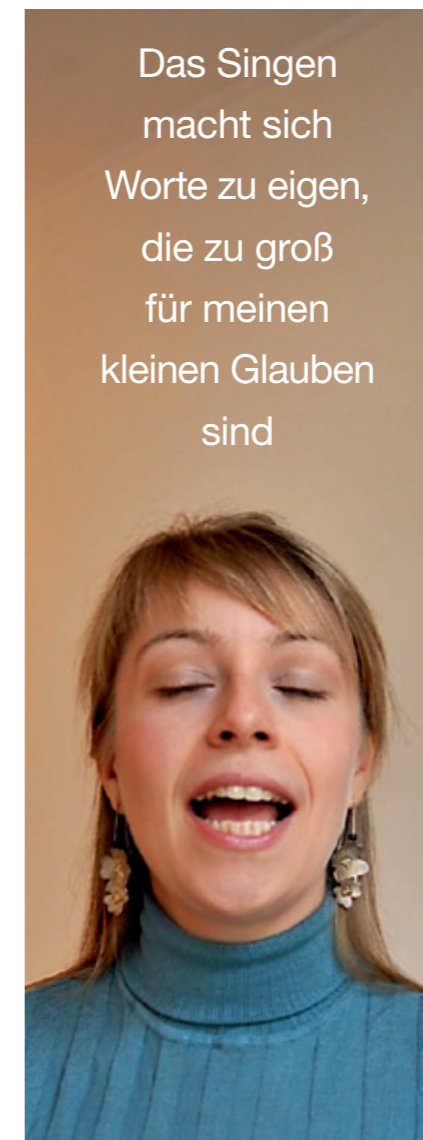 Das Singen
macht sich
Worte zu eigen,
die zu groß
für meinen
kleinen Glauben
sind